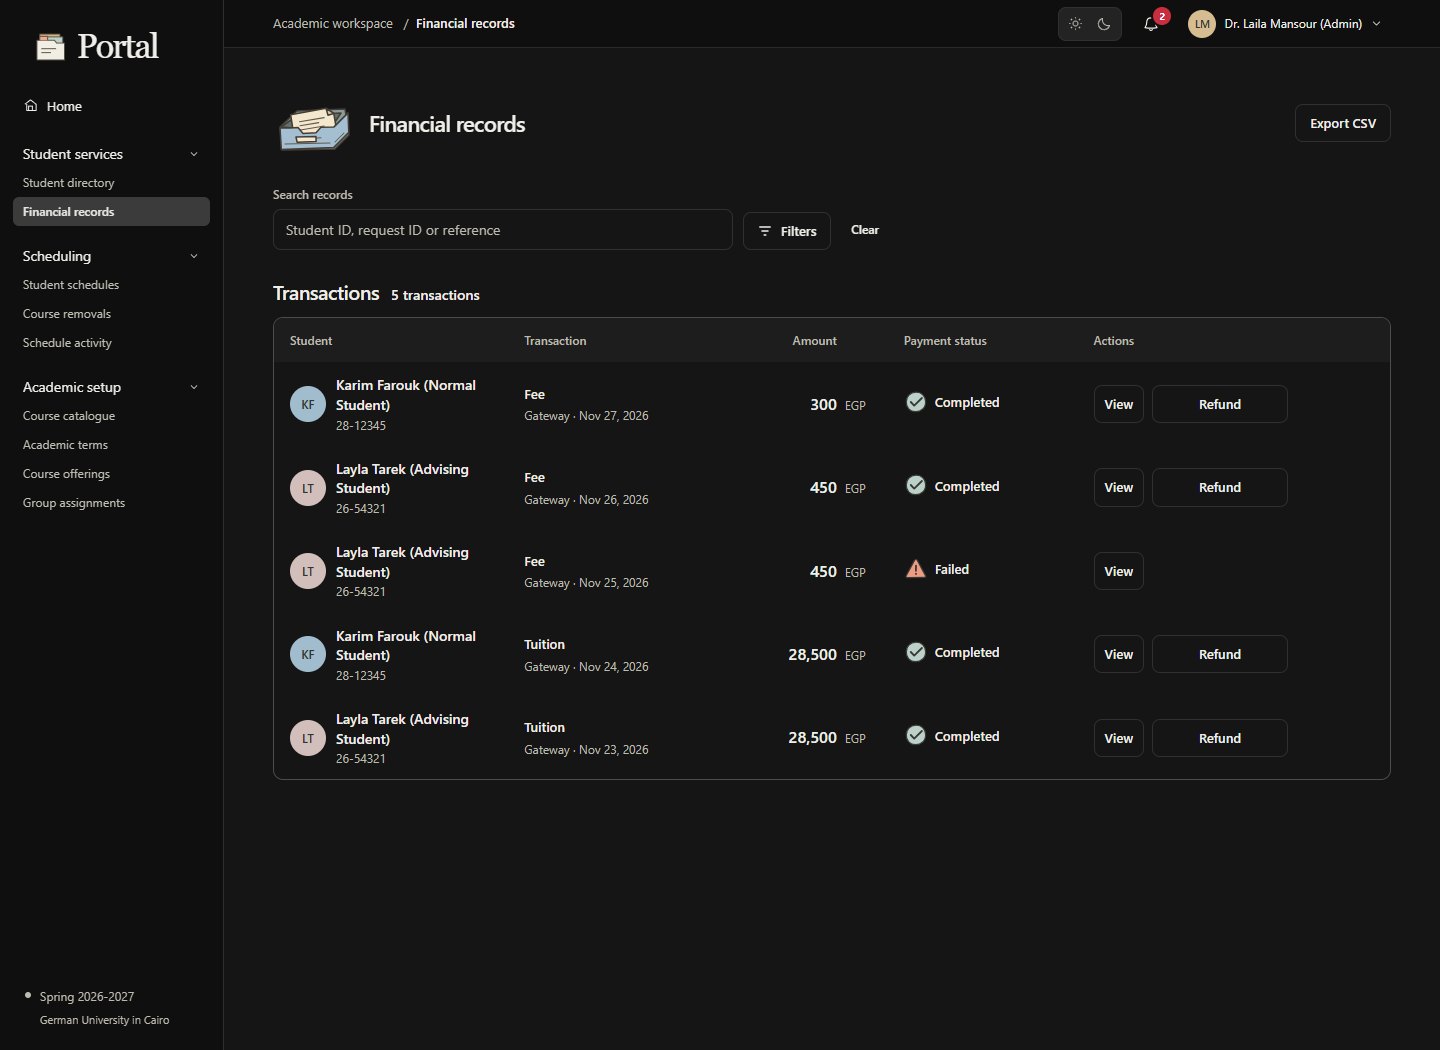 Portal
Home
Student services
Student directory
Financial records
Scheduling
Student schedules
Course removals
Schedule activity
Academic setup
Course catalogue
Academic terms
Course offerings
Group assignments
Spring 2026-2027
German University in Cairo
Academic workspace / Financial records
2
LM Dr. Laila Mansour (Admin)
Financial records
Export CSV
Search records
Student ID, request ID or reference
Filters
Clear
Transactions 5 transactions
Student Transaction Amount Payment status Actions
KF
Karim Farouk (Normal
Student)
28-12345
Fee
Gateway · Nov 27, 2026
300 EGP
Completed
View
Refund
LT
Layla Tarek (Advising
Student)
26-54321
Fee
Gateway · Nov 26, 2026
450 EGP
Completed
View
Refund
LT
Layla Tarek (Advising
Student)
26-54321
Fee
Gateway · Nov 25, 2026
450 EGP
Failed
View
KF
Karim Farouk (Normal
Student)
28-12345
Tuition
Gateway · Nov 24, 2026
28,500 EGP
Completed
View
Refund
LT
Layla Tarek (Advising
Student)
26-54321
Tuition
Gateway · Nov 23, 2026
28,500 EGP
Completed
View
Refund